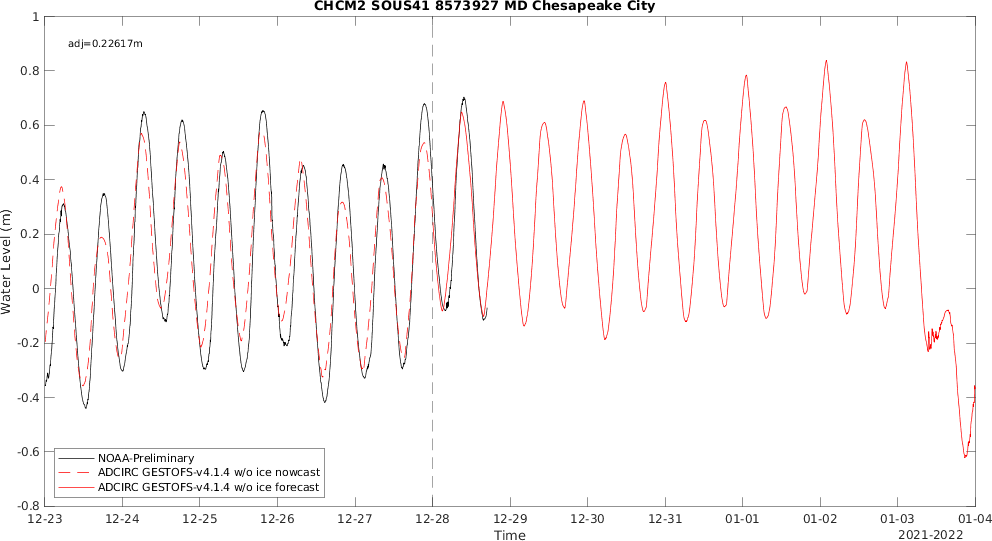 CHCM2 SOUS41 8573927 MD Chesapeake City
adj=0.22617m
Water Level (m)
1
0.8
0.6
0.4
0.2
0
-0.2
-0.4
-0.6
-0.8
NOAA-Preliminary
ADCIRC GESTOFS-v4.1.4 w/o ice nowcast
ADCIRC GESTOFS-v4.1.4 w/o ice forecast
12-23 12-24 12-25 12-26 12-27 12-28 12-29 12-30 12-31 01-01 01-02 01-03 01-04
Time
2021-2022